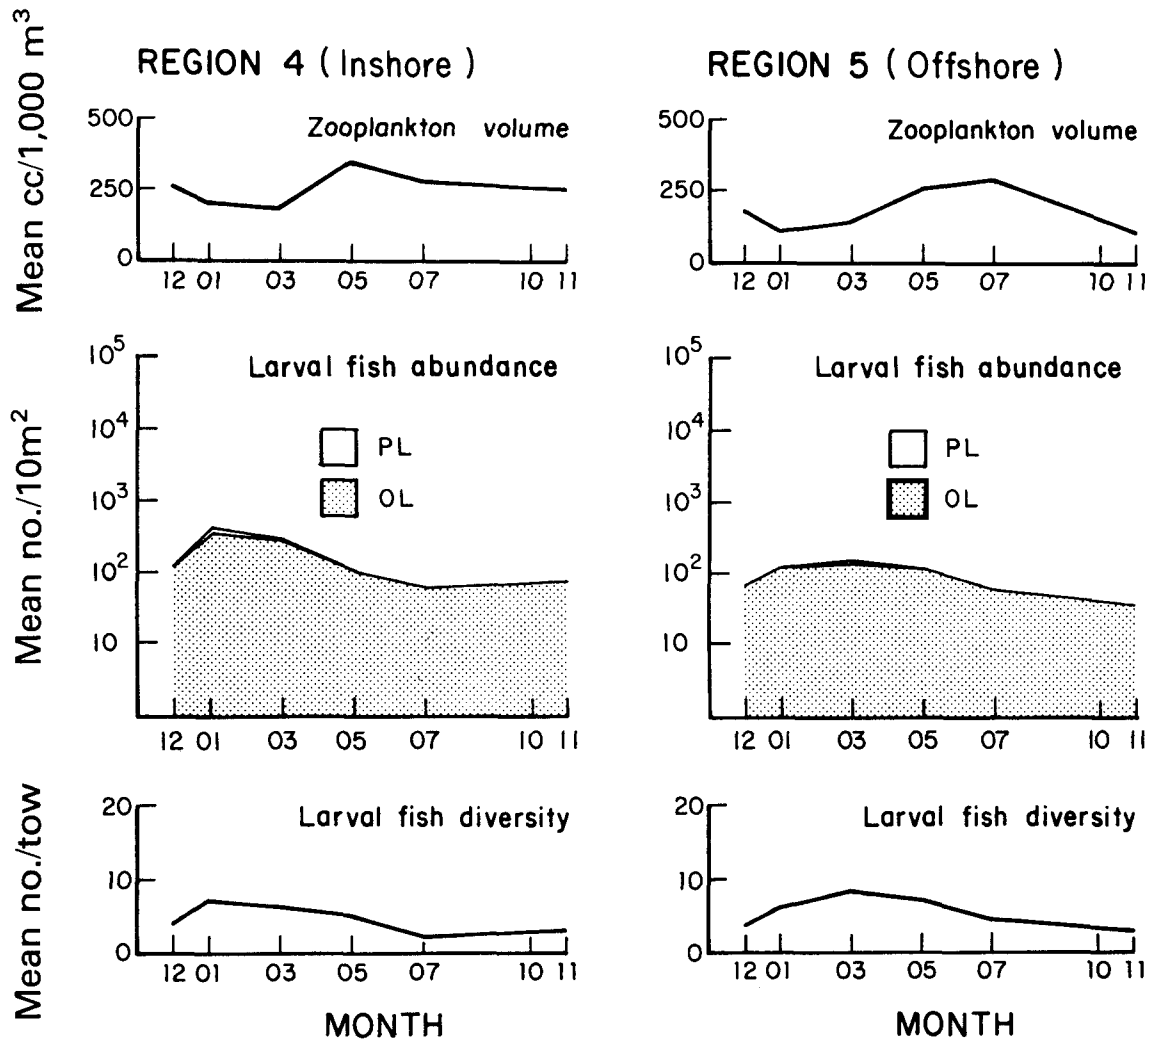 REGION 4 (Inshore)
Mean cc/1,000 m³
500
250
0
Zooplankton volume
12 01 03 05 07 10 11
Mean no./10m²
10⁵
10⁴
10³
10²
10
Larval fish abundance
PL
OL
12 01 03 05 07 10 11
Mean no./tow
20
10
0
Larval fish diversity
12 01 03 05 07 10 11
MONTH
REGION 5 (Offshore)
500
250
0
Zooplankton volume
12 01 03 05 07 10 11
10⁵
10⁴
10³
10²
10
Larval fish abundance
PL
OL
12 01 03 05 07 10 11
20
10
0
Larval fish diversity
12 01 03 05 07 10 11
MONTH